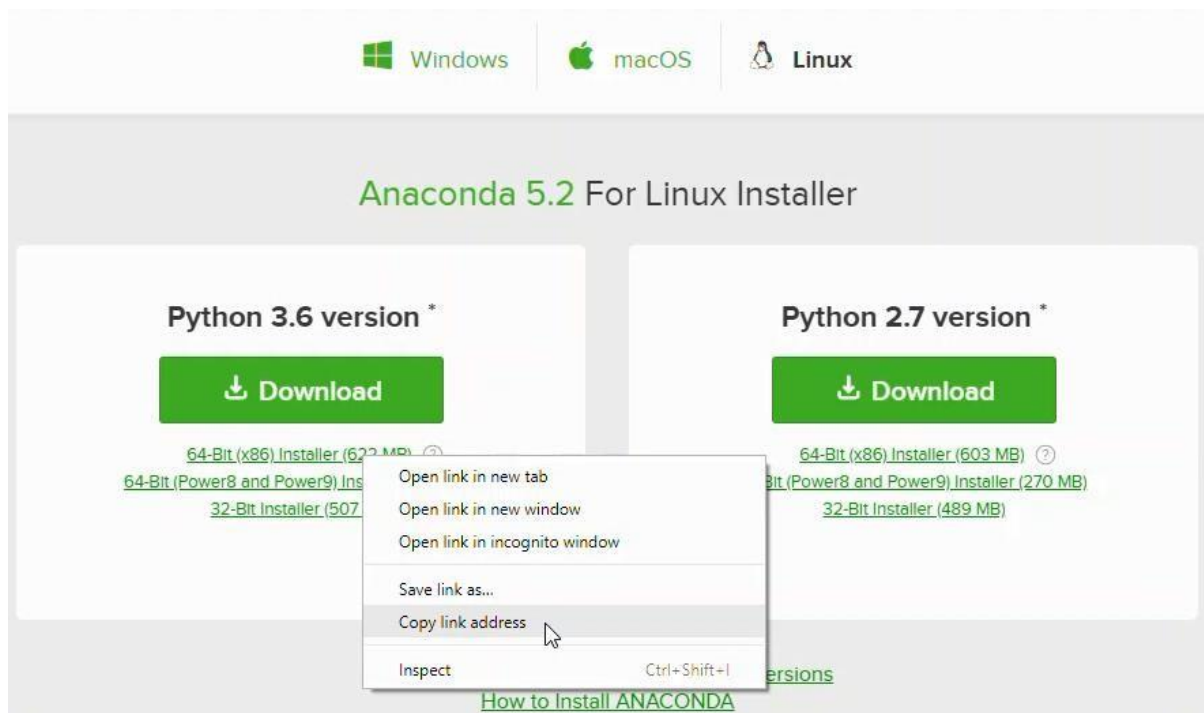 Windows macOS Linux
Anaconda 5.2 For Linux Installer
Python 3.6 version *
Download
64-Bit (x86) Installer (622 MB) ?
64-Bit (Power8 and Power9) Ins
32-Bit Installer (507
Python 2.7 version *
Download
64-Bit (x86) Installer (603 MB) ?
Bit (Power8 and Power9) Installer (270 MB)
32-Bit Installer (489 MB)
Open link in new tab
Open link in new window
Open link in incognito window
Save link as...
Copy link address
Inspect Ctrl+Shift+I
ersions
How to Install ANACONDA